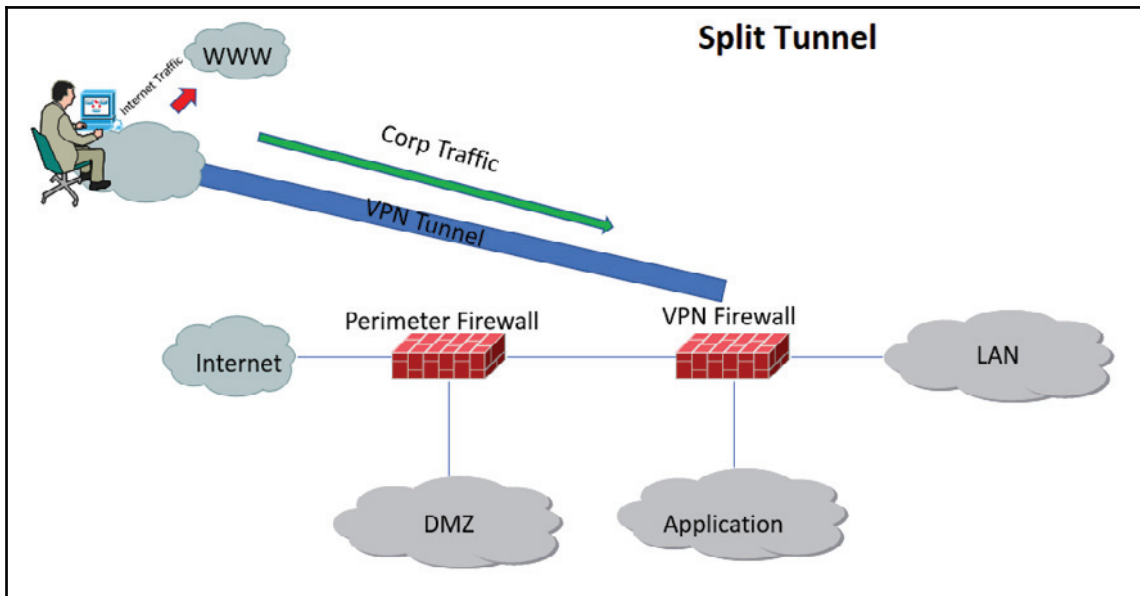 Split Tunnel
WWW
Internet Traffic
Corp Traffic
VPN Tunnel
Perimeter Firewall
VPN Firewall
Internet
LAN
DMZ
Application